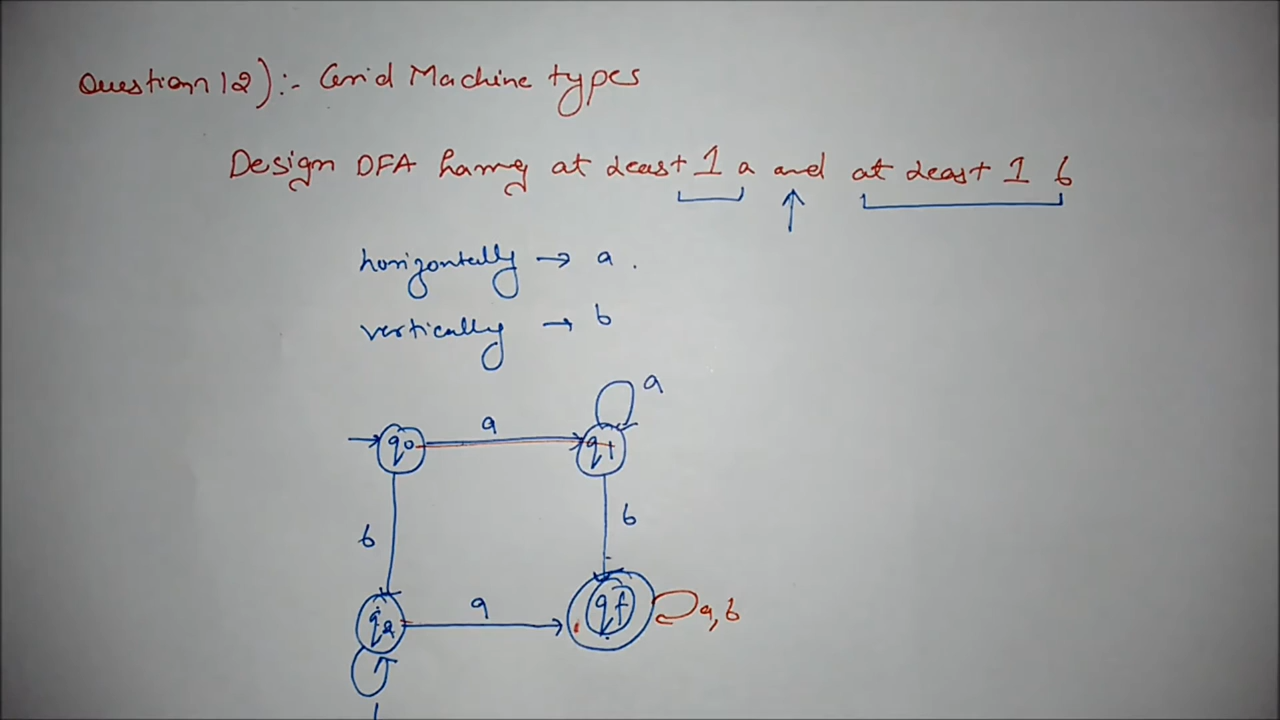 Question 12):- Grid Machine types
Design DFA having at least 1 a and at least 1 b
horizontally → a .
vertically → b
a
a
q0
q1
b
b
a
q2
qf
a, b